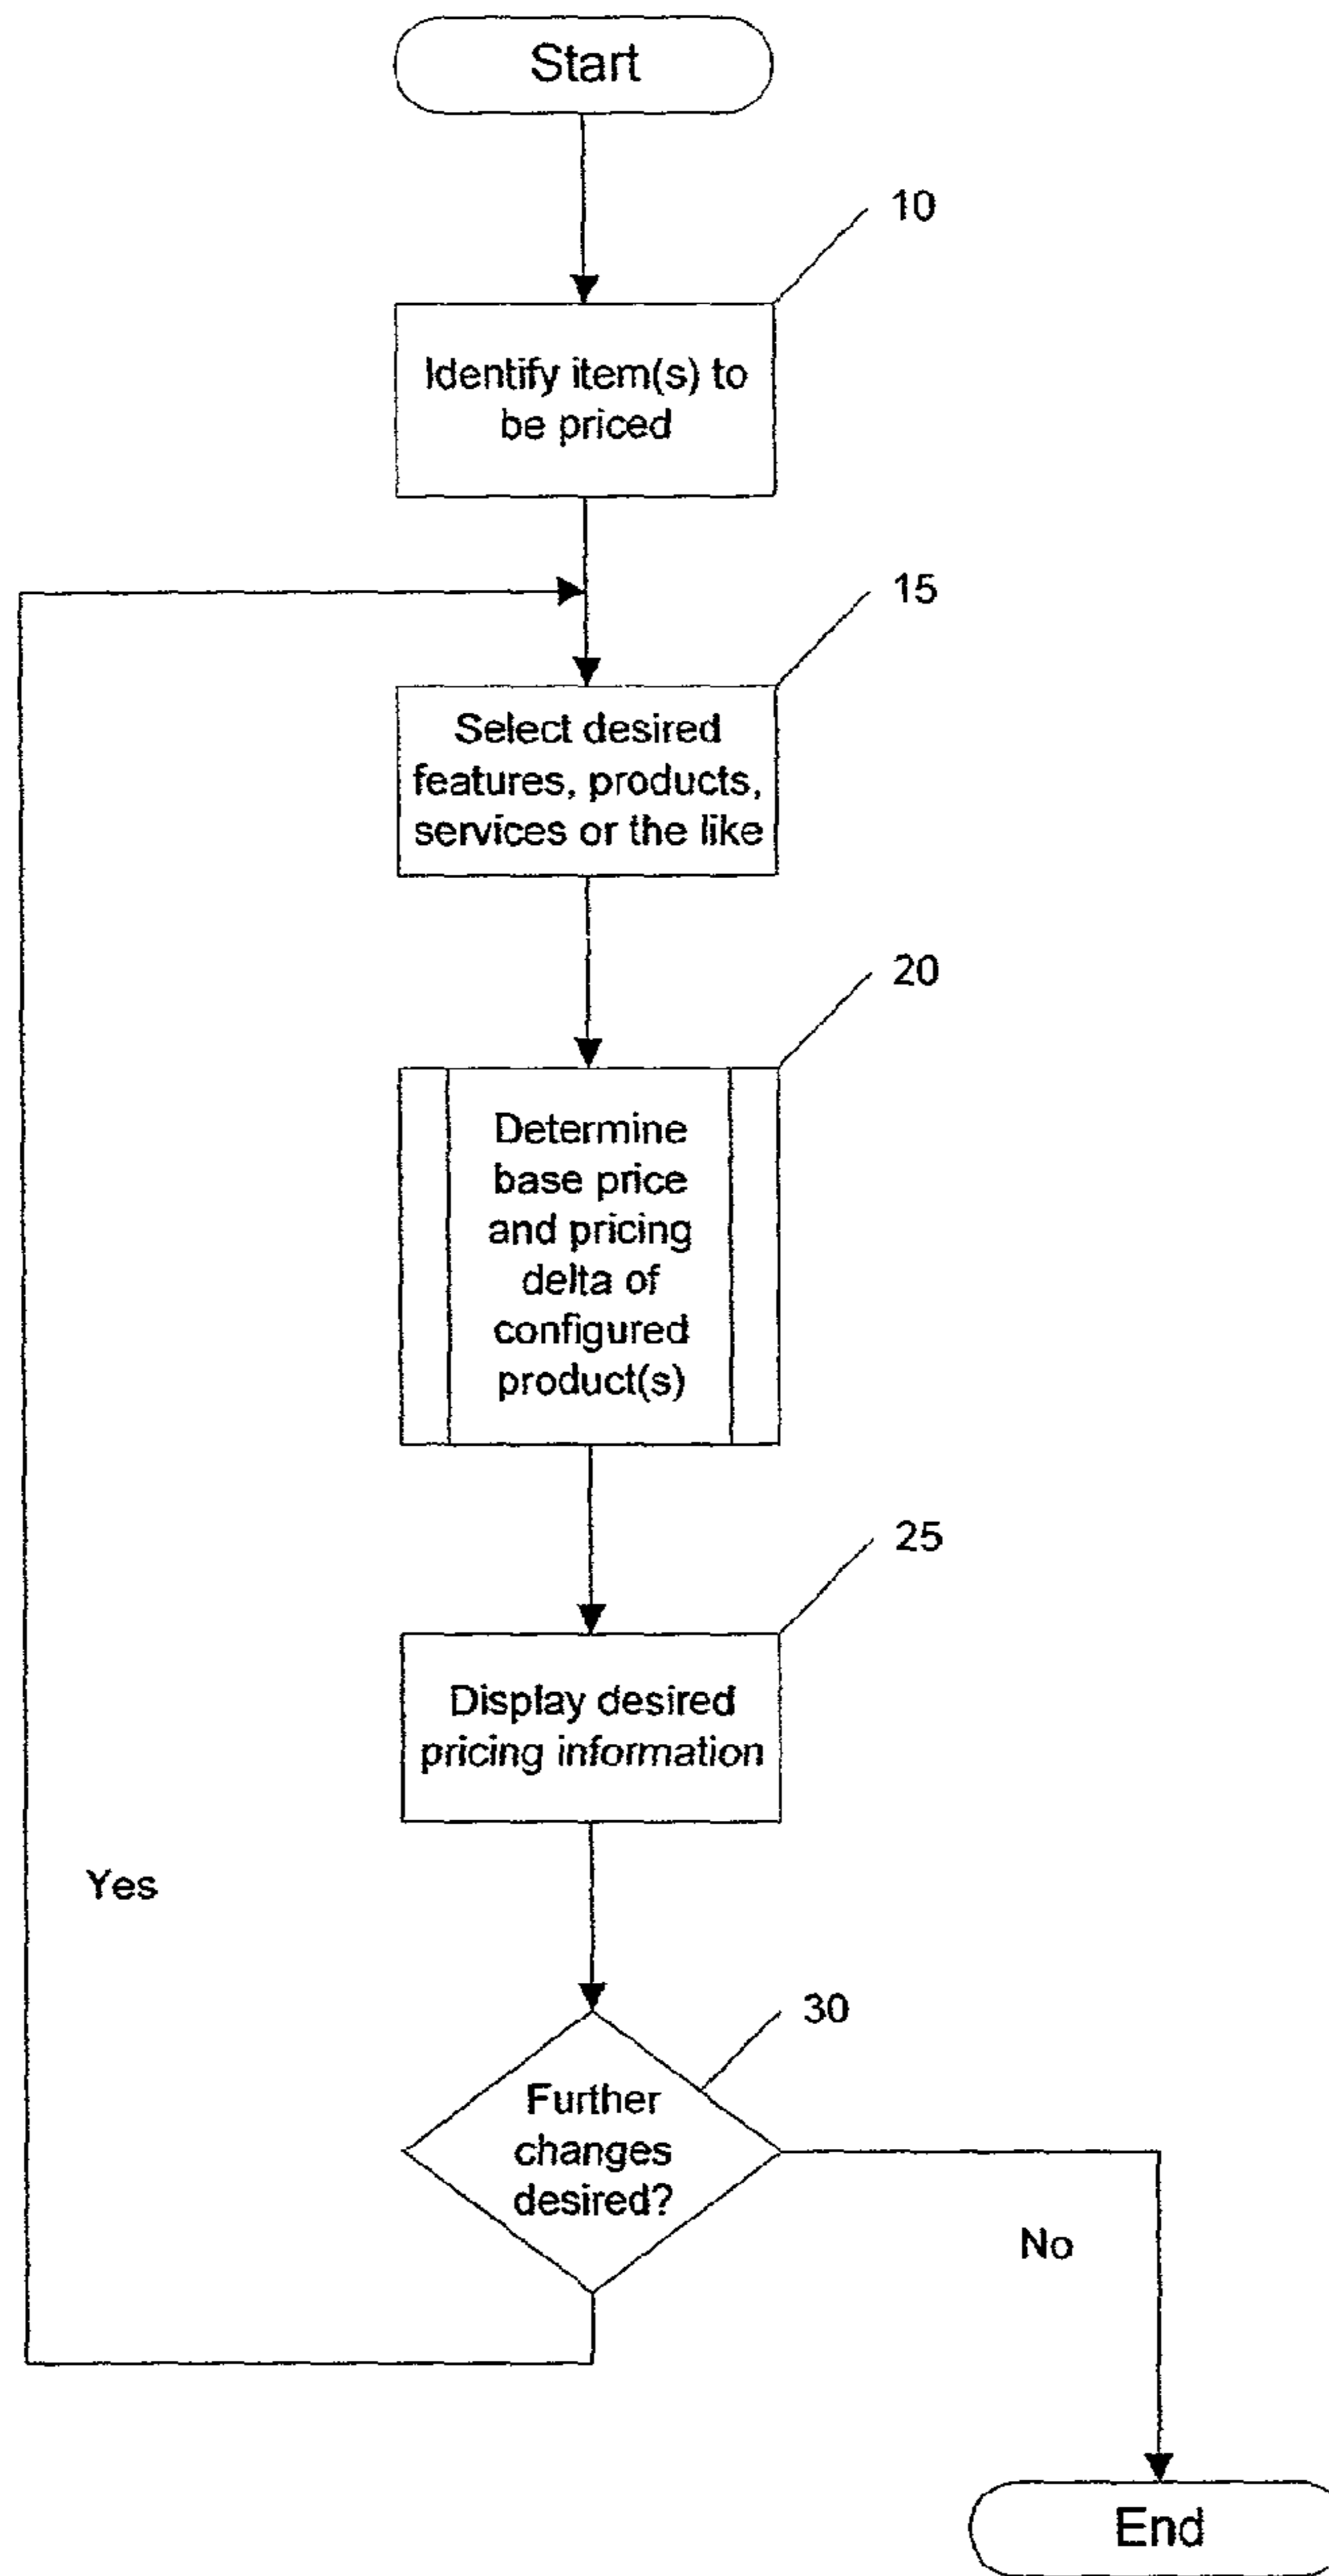 Start
10
Identify item(s) to
be priced
15
Select desired
features, products,
services or the like
20
Determine
base price
and pricing
delta of
configured
product(s)
25
Display desired
pricing information
Yes
30
Further
changes
desired?
No
End